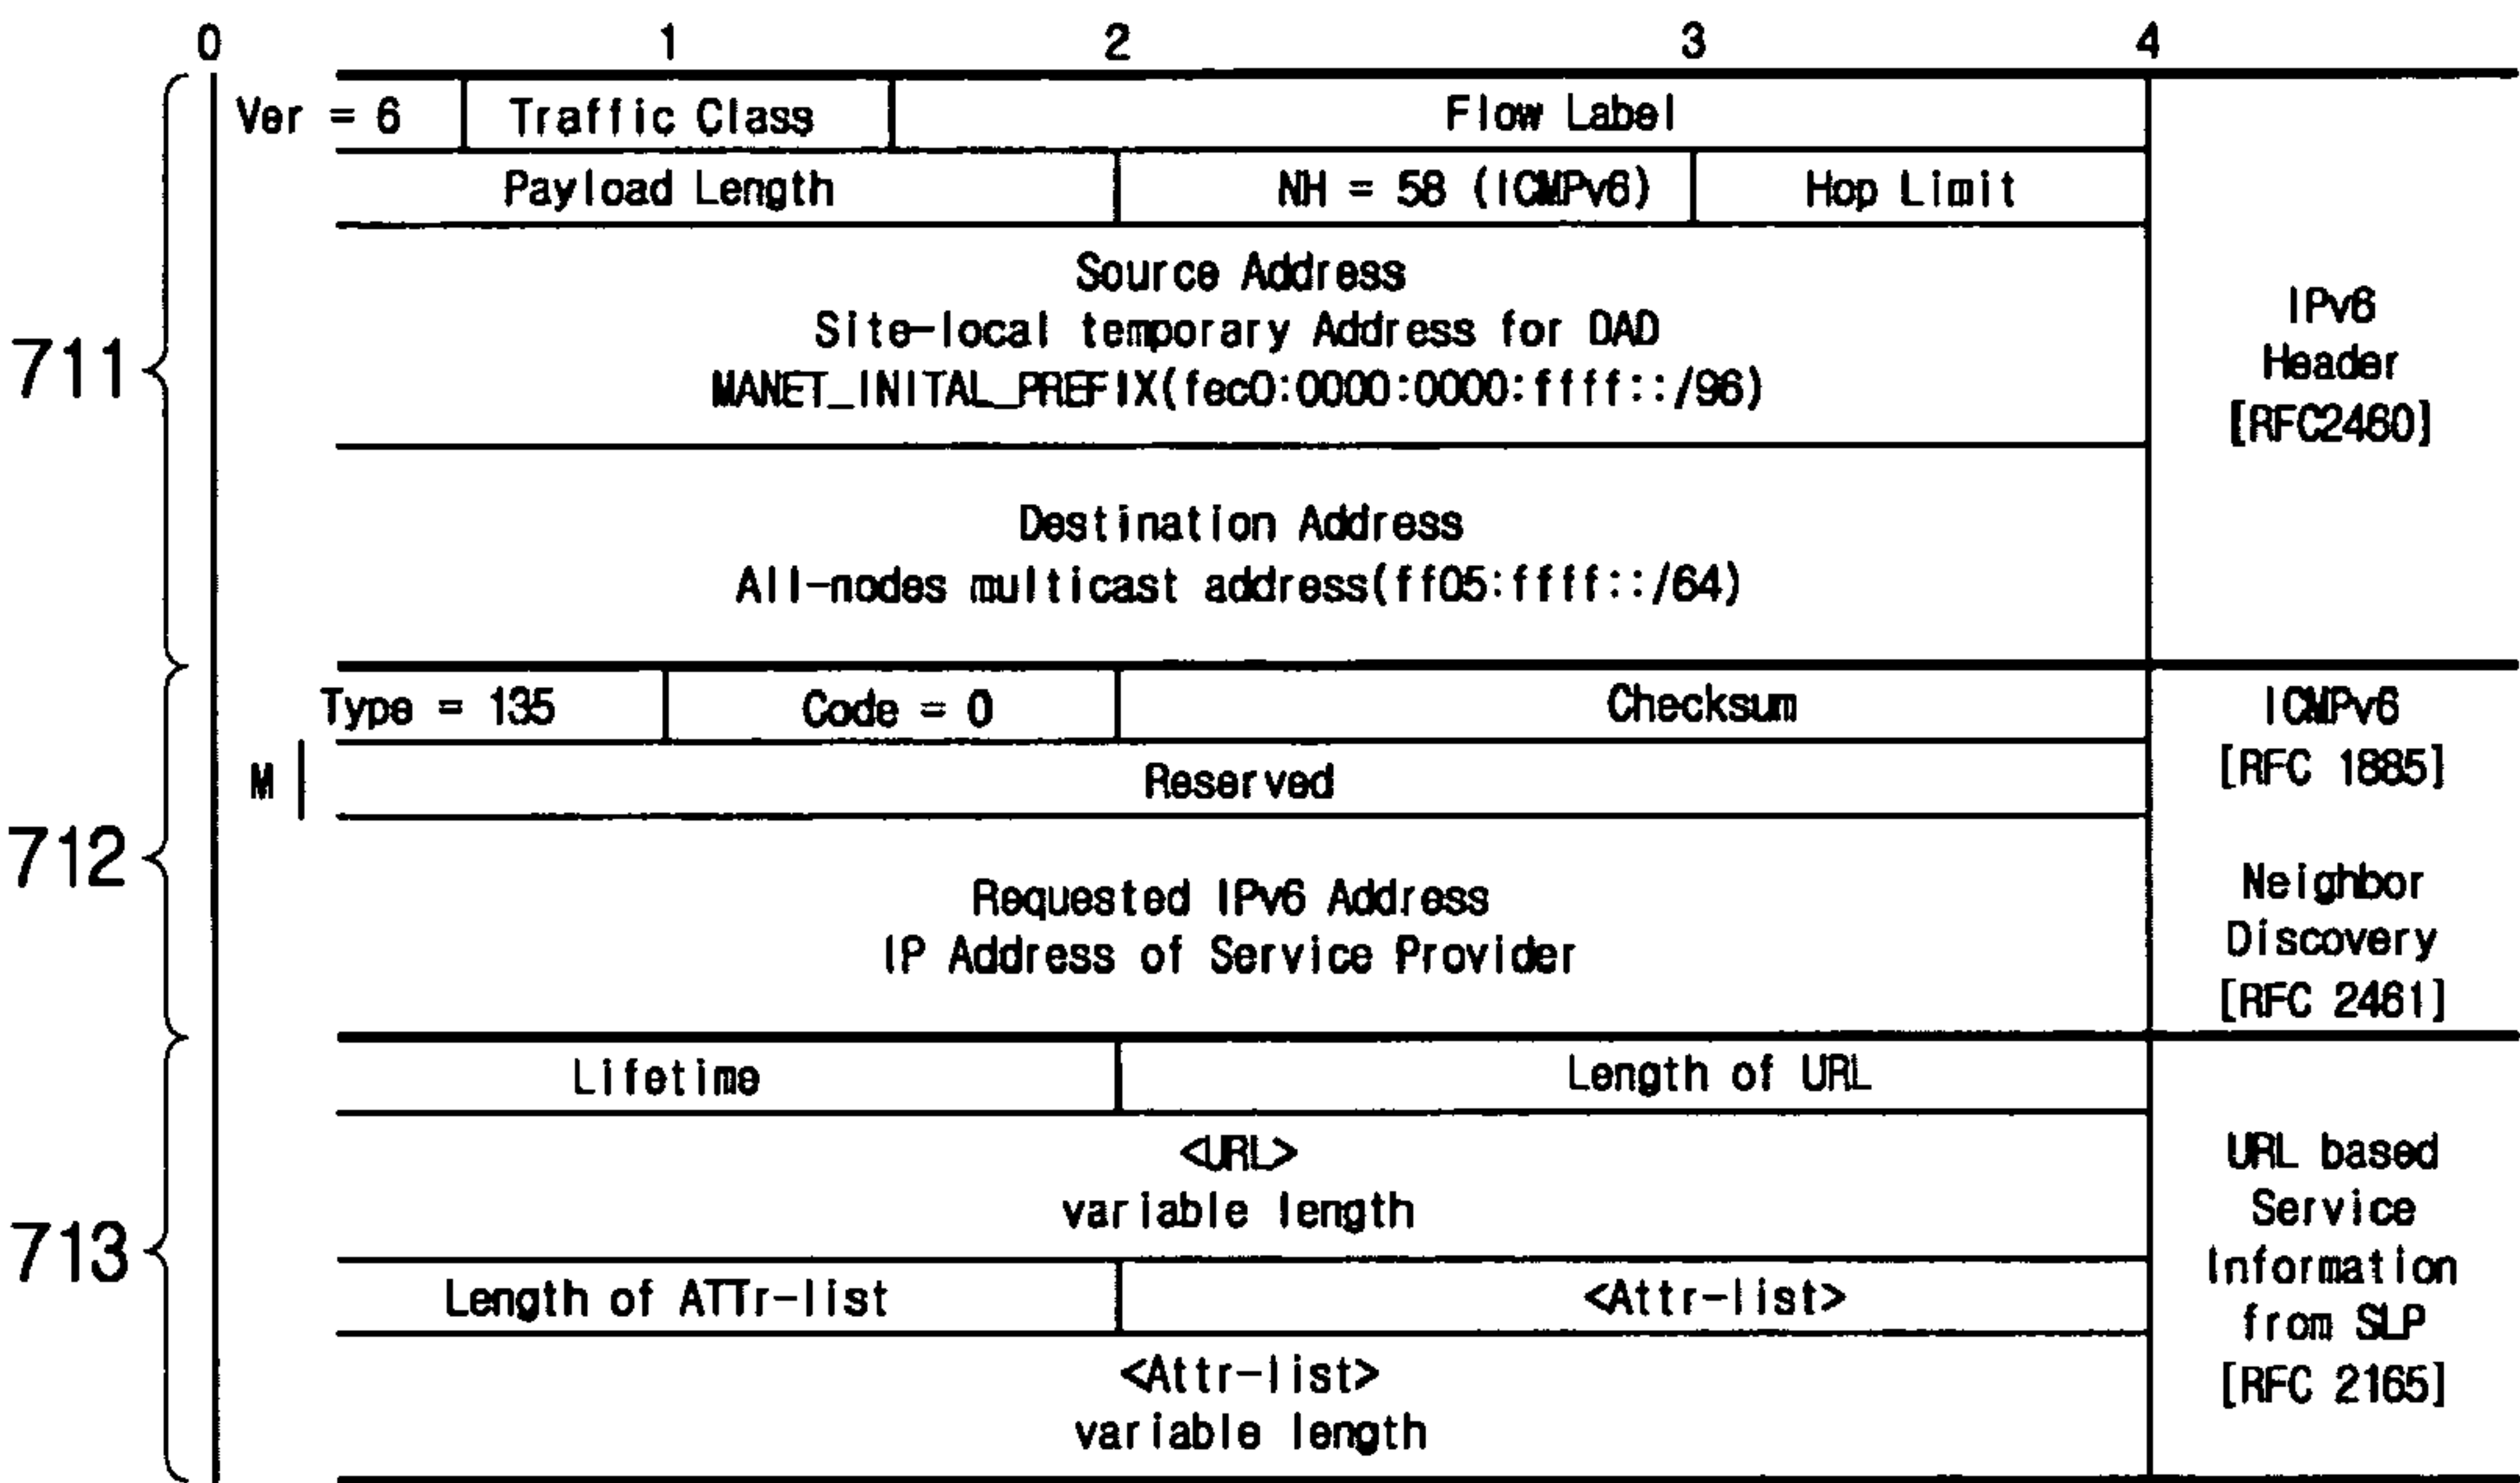 0 1 2 3 4
Ver = 6 Traffic Class Flow Label
Payload Length NH = 58 (ICMPv6) Hop Limit
Source Address
Site-local temporary Address for DAD
MANET_INITAL_PREFIX(fec0:0000:0000:ffff::/96)
IPv6
Header
[RFC2460]
711
Destination Address
All-nodes multicast address(ff05:ffff::/64)
Type = 135 Code = 0 Checksum
M Reserved
ICMPv6
[RFC 1885]
712
Requested IPv6 Address
IP Address of Service Provider
Neighbor
Discovery
[RFC 2461]
Lifetime Length of URL
<URL>
variable length
713
Length of ATTr-list <Attr-list>
<Attr-list>
variable length
URL based
Service
Information
from SLP
[RFC 2165]